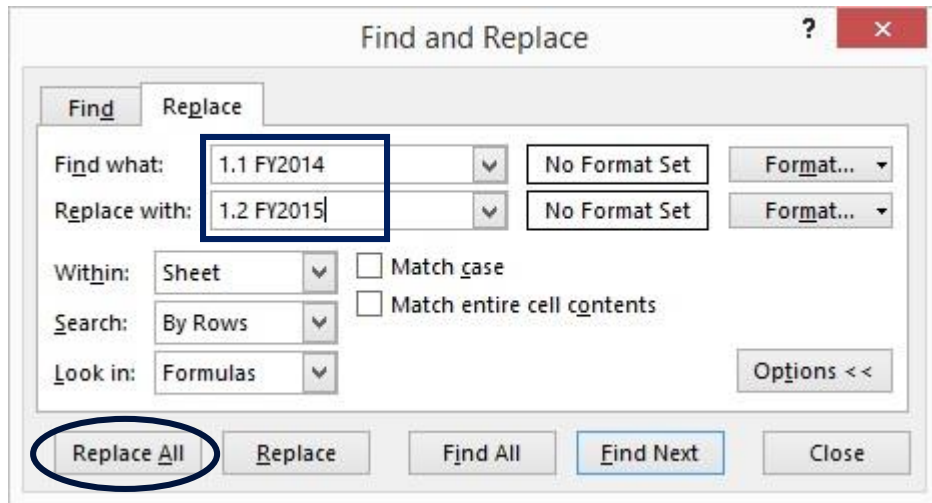 Find and Replace ? ×
Find Replace
Find what: 1.1 FY2014 No Format Set Format...
Replace with: 1.2 FY2015 No Format Set Format...
Within: Sheet Match case
Match entire cell contents
Search: By Rows
Look in: Formulas Options <<
Replace All Replace Find All Find Next Close